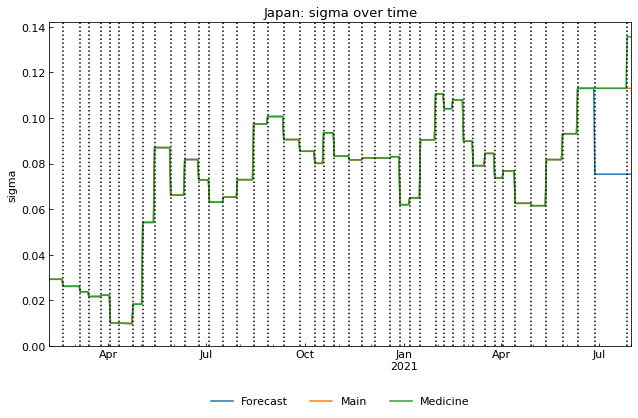 Japan: sigma over time
0.14
0.12
0.10
0.08
0.06
0.04
0.02
0.00
sigma
Apr Jul Oct Jan Apr Jul
2021
Forecast Main Medicine